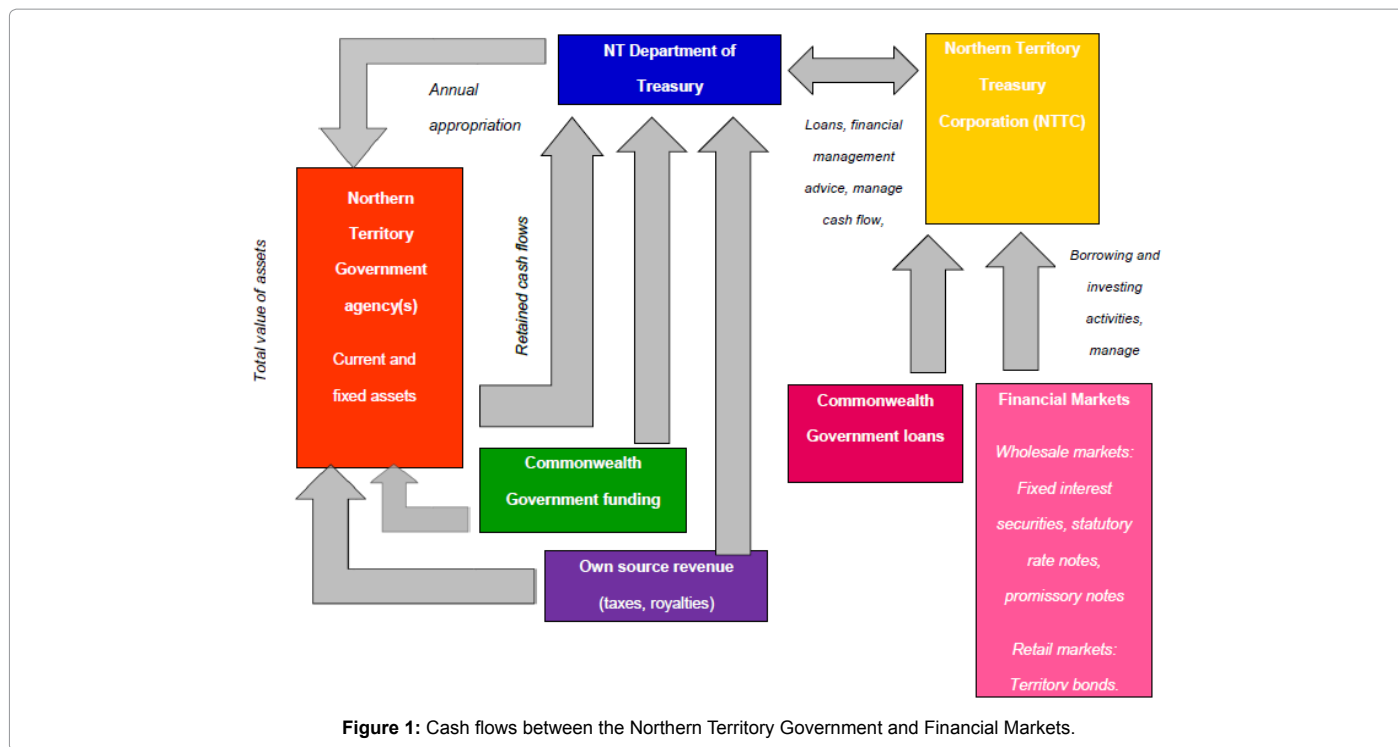 NT Department of
Treasury
Northern Territory
Treasury
Corporation (NTTC)
Annual
appropriation
Loans, financial
management
advice, manage
cash flow,
Northern
Territory
Government
agency(s)
Current and
fixed assets
Total value of assets
Retained cash flows
Borrowing and
investing
activities,
manage
Commonwealth
Government loans
Financial Markets
Wholesale markets:
Fixed interest
securities, statutory
rate notes,
promissory notes
Retail markets:
Territory bonds.
Commonwealth
Government funding
Own source revenue
(taxes, royalties)
Figure 1: Cash flows between the Northern Territory Government and Financial Markets.